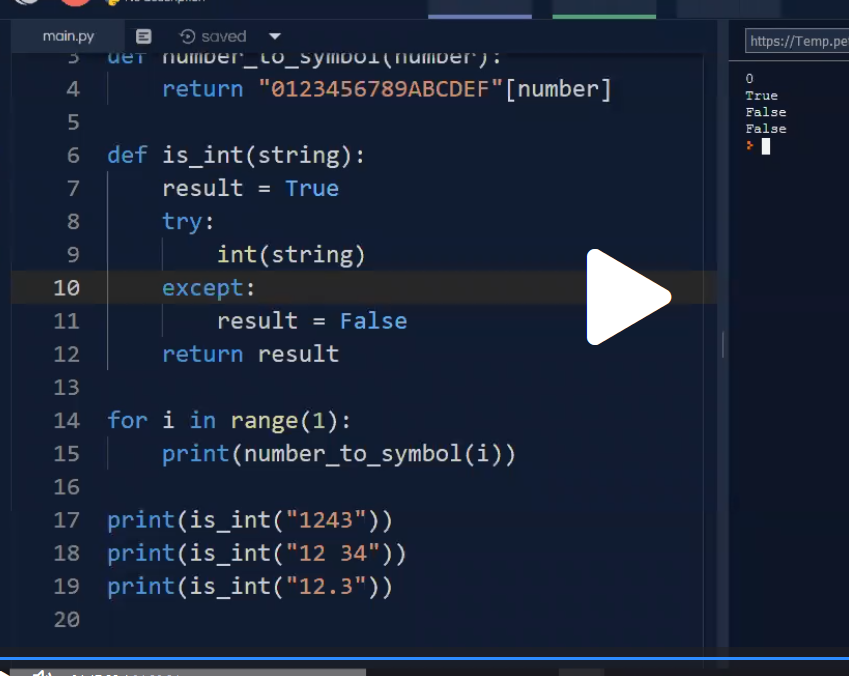 main.py saved
3 def number_to_symbol(number):
4 return "0123456789ABCDEF"[number]
5
6 def is_int(string):
7 result = True
8 try:
9 int(string)
10 except:
11 result = False
12 return result
13
14 for i in range(1):
15 print(number_to_symbol(i))
16
17 print(is_int("1243"))
18 print(is_int("12 34"))
19 print(is_int("12.3"))
20
https://Temp.pe
0
True
False
False